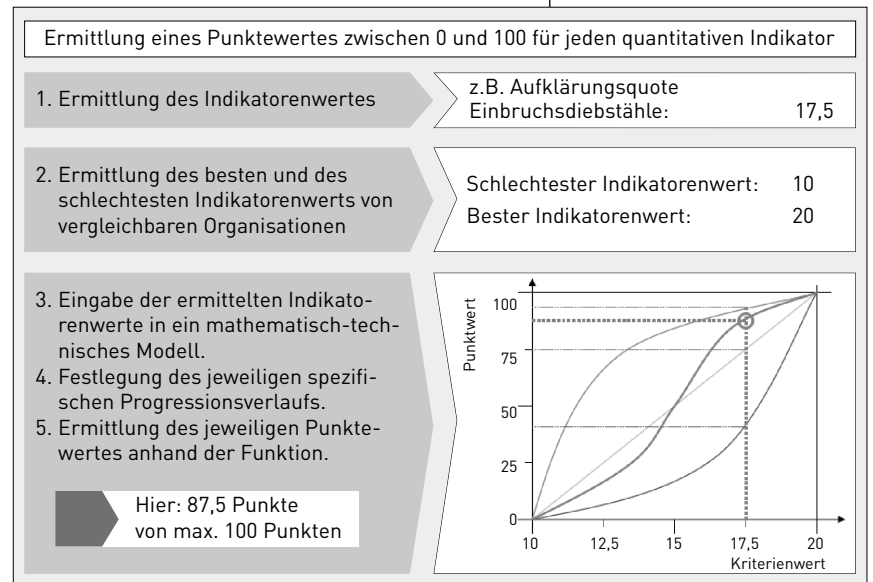 Ermittlung eines Punktewertes zwischen 0 und 100 für jeden quantitativen Indikator
1. Ermittlung des Indikatorenwertes
z.B. Aufklärungsquote
Einbruchsdiebstähle: 17,5
2. Ermittlung des besten und des
schlechtesten Indikatorenwerts von
vergleichbaren Organisationen
Schlechtester Indikatorenwert: 10
Bester Indikatorenwert: 20
3. Eingabe der ermittelten Indikato-
renwerte in ein mathematisch-tech-
nisches Modell.
4. Festlegung des jeweiligen spezifi-
schen Progressionsverlaufs.
5. Ermittlung des jeweiligen Punkte-
wertes anhand der Funktion.
Hier: 87,5 Punkte
von max. 100 Punkten
Punktwert
100
75
50
25
0
10 12,5 15 17,5 20
Kriterienwert